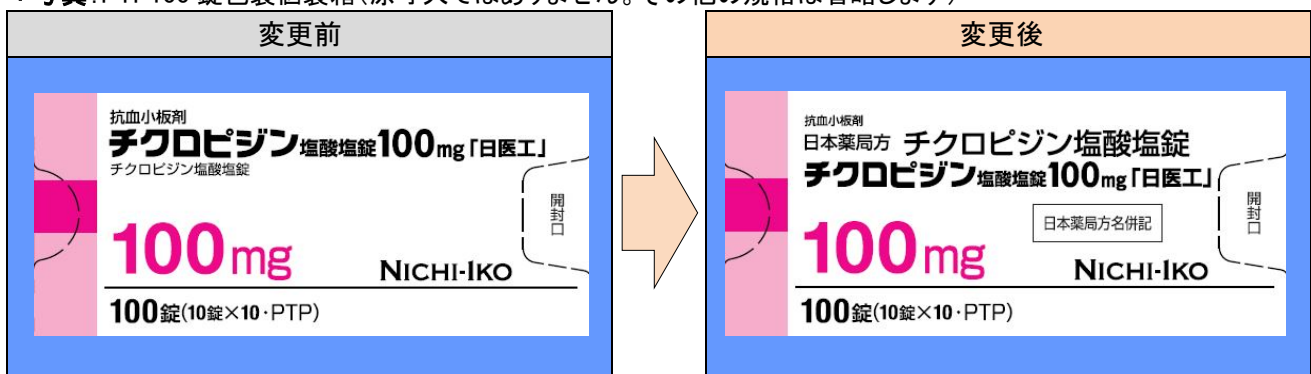 変更前
抗血小板剤
チクロピジン塩酸塩錠100mg「日医工」
チクロピジン塩酸塩錠
開封口
100mg
NICHI-IKO
100錠(10錠×10・PTP)
変更後
抗血小板剤
日本薬局方 チクロピジン塩酸塩錠
チクロピジン塩酸塩錠100mg「日医工」
開封口
日本薬局方名併記
100mg
NICHI-IKO
100錠(10錠×10・PTP)